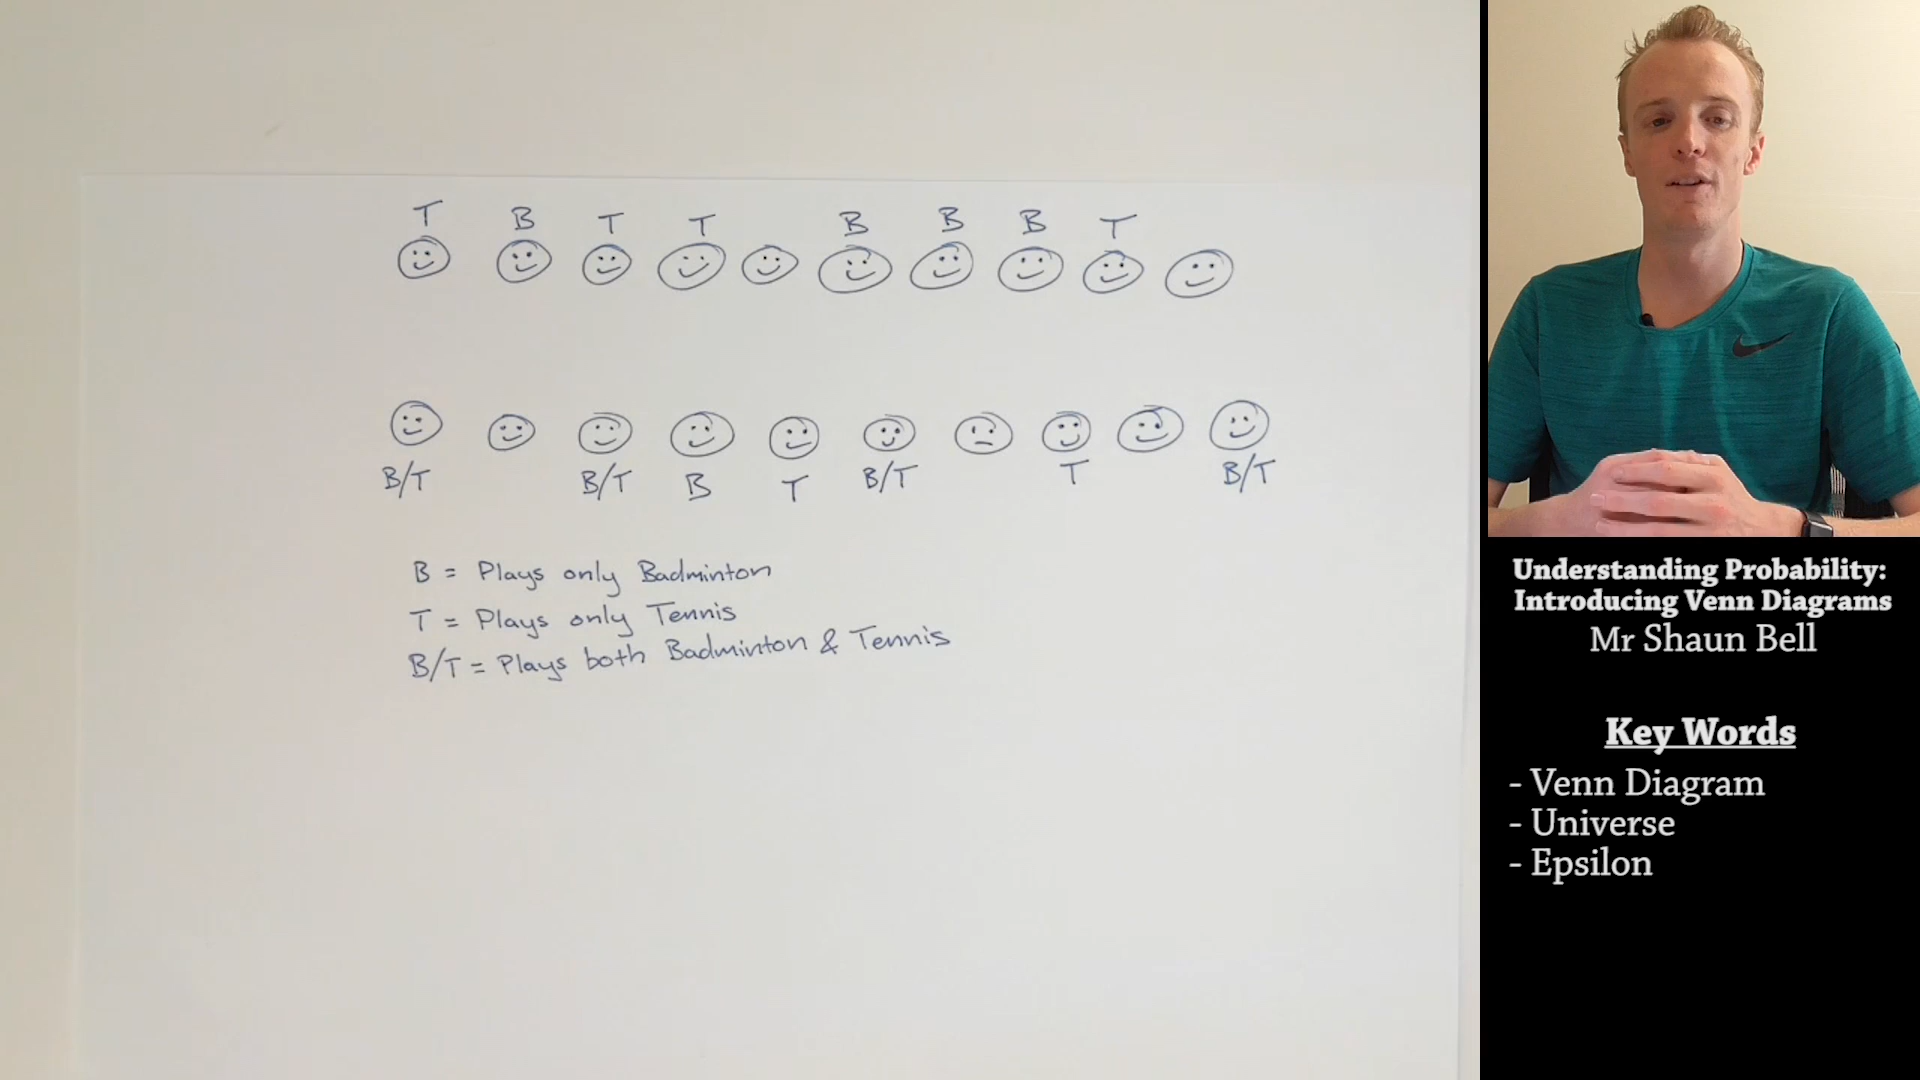 T B T T B B B T
B/T B/T B T B/T T B/T
B = Plays only Badminton
T = Plays only Tennis
B/T = Plays both Badminton & Tennis
Understanding Probability:
Introducing Venn Diagrams
Mr Shaun Bell
Key Words
- Venn Diagram
- Universe
- Epsilon